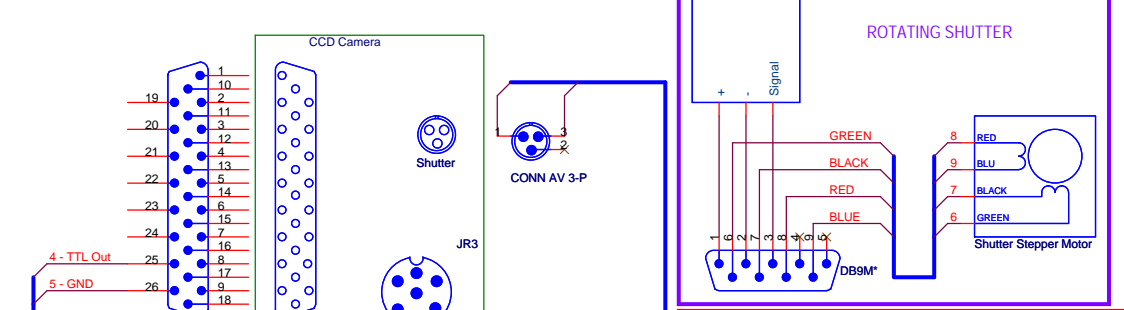 ROTATING SHUTTER
CCD Camera
1
10
19
2
11
20
3
12
21
4
13
22
5
14
23
6
15
24
7
16
4 - TTL Out
25
8
17
5 - GND
26
9
18
Shutter
1
3
2
CONN AV 3-P
JR3
+
-
Signal
GREEN
BLACK
RED
BLUE
1
6
2
7
3
8
4
9
5
DB9M*
8
RED
9
BLU
7
BLACK
6
GREEN
Shutter Stepper Motor